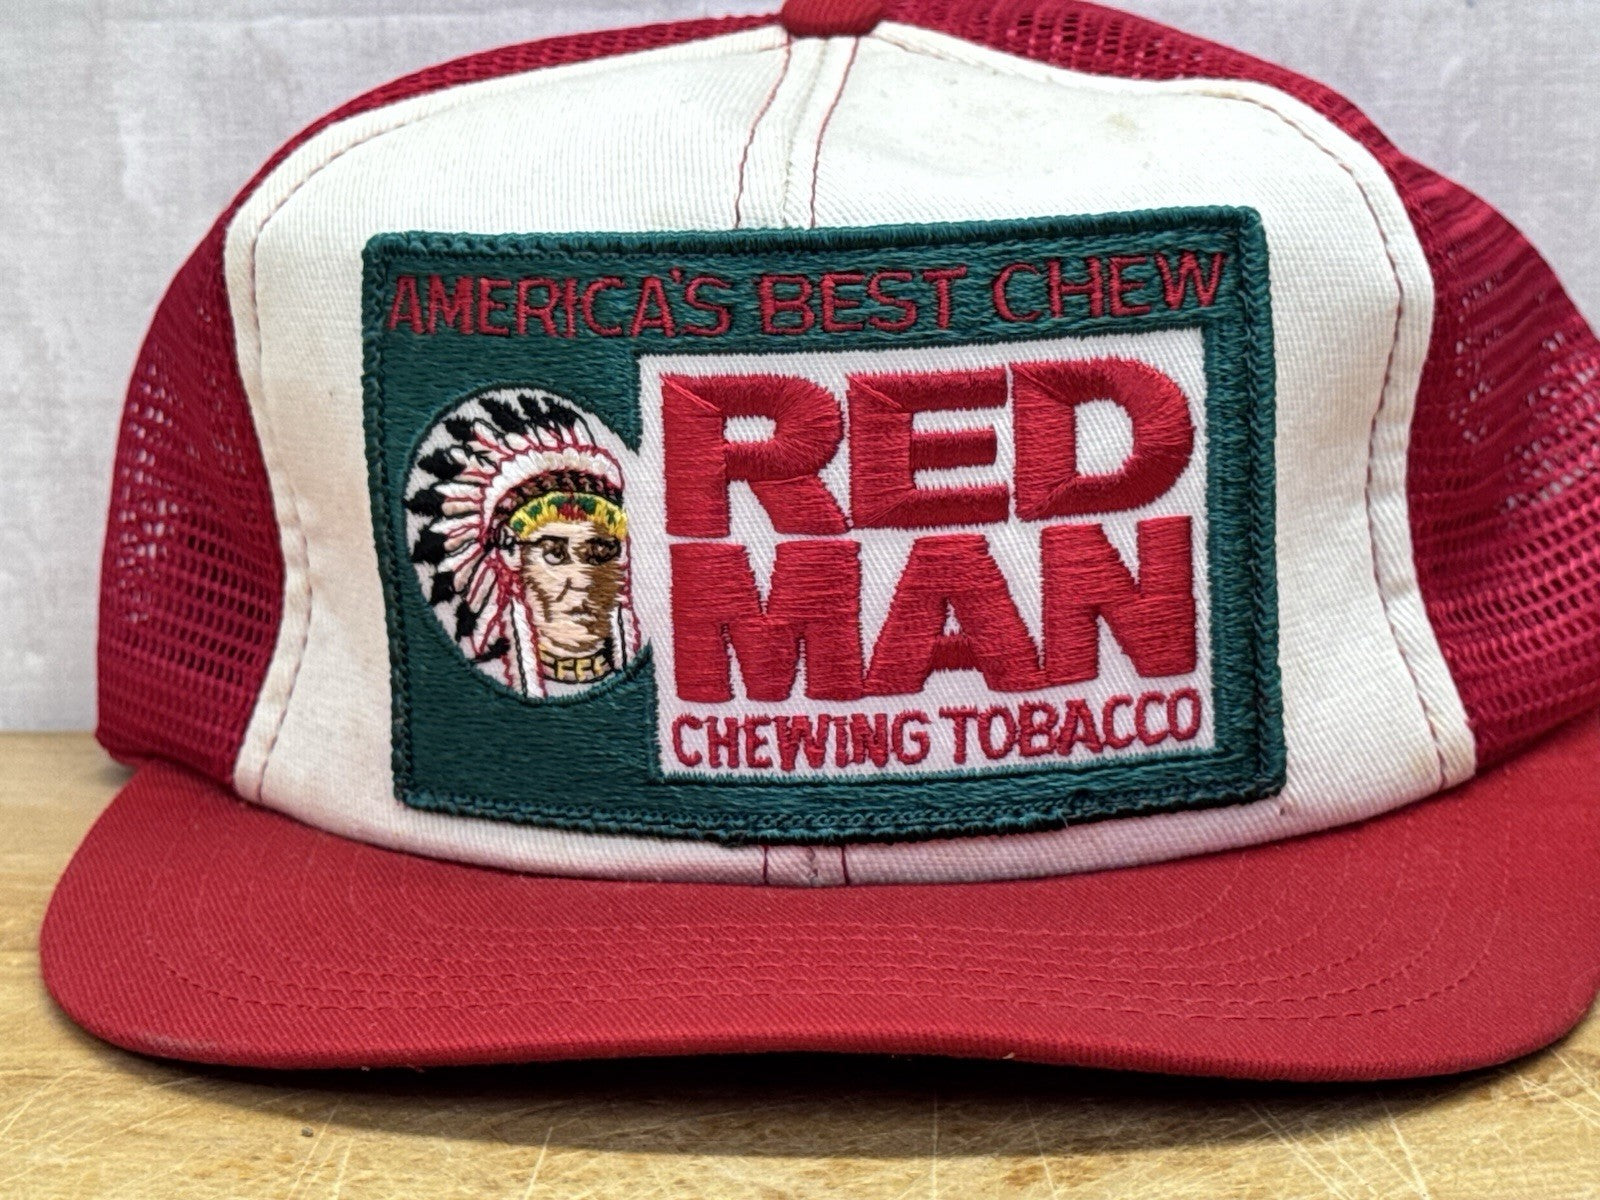 AMERICA'S BEST CHEW
RED
MAN
CHEWING TOBACCO